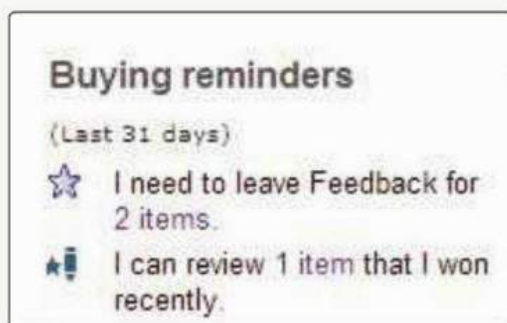 Buying reminders
(Last 31 days)
I need to leave Feedback for
2 items.
I can review 1 item that I won
recently.